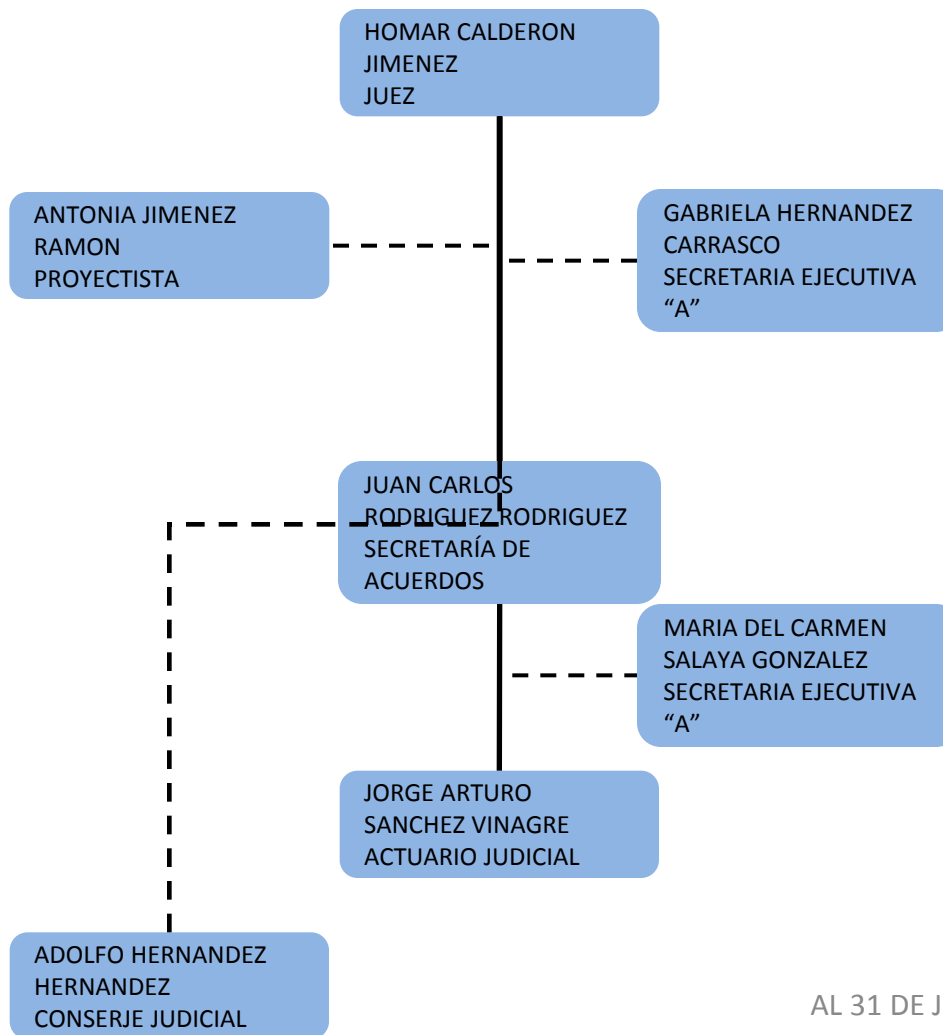 HOMAR CALDERON
JIMENEZ
JUEZ
ANTONIA JIMENEZ
RAMON
PROYECTISTA
GABRIELA HERNANDEZ
CARRASCO
SECRETARIA EJECUTIVA
“A”
JUAN CARLOS
RODRIGUEZ RODRIGUEZ
SECRETARÍA DE
ACUERDOS
MARIA DEL CARMEN
SALAYA GONZALEZ
SECRETARIA EJECUTIVA
“A”
JORGE ARTURO
SANCHEZ VINAGRE
ACTUARIO JUDICIAL
ADOLFO HERNANDEZ
HERNANDEZ
CONSERJE JUDICIAL
AL 31 DE J